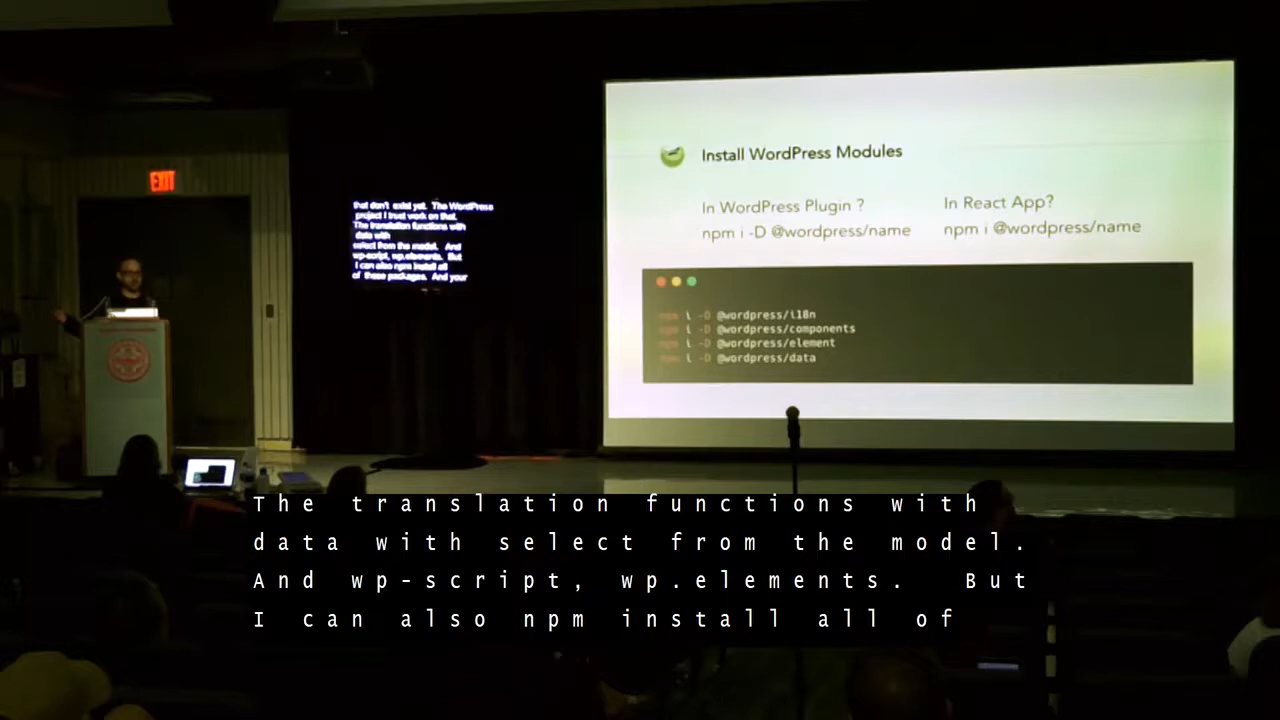 EXIT
that don't exist yet. The WordPress
project I trust work on that.
The translation functions with
data with
select from the model. And
wp-script, wp.elements. But
I can also npm install all
of these packages. And your
Install WordPress Modules
In WordPress Plugin ?
npm i -D @wordpress/name
In React App?
npm i @wordpress/name
npm i -D @wordpress/i18n
npm i -D @wordpress/components
npm i -D @wordpress/element
npm i -D @wordpress/data
The translation functions with
data with select from the model.
And wp-script, wp.elements. But
I can also npm install all of